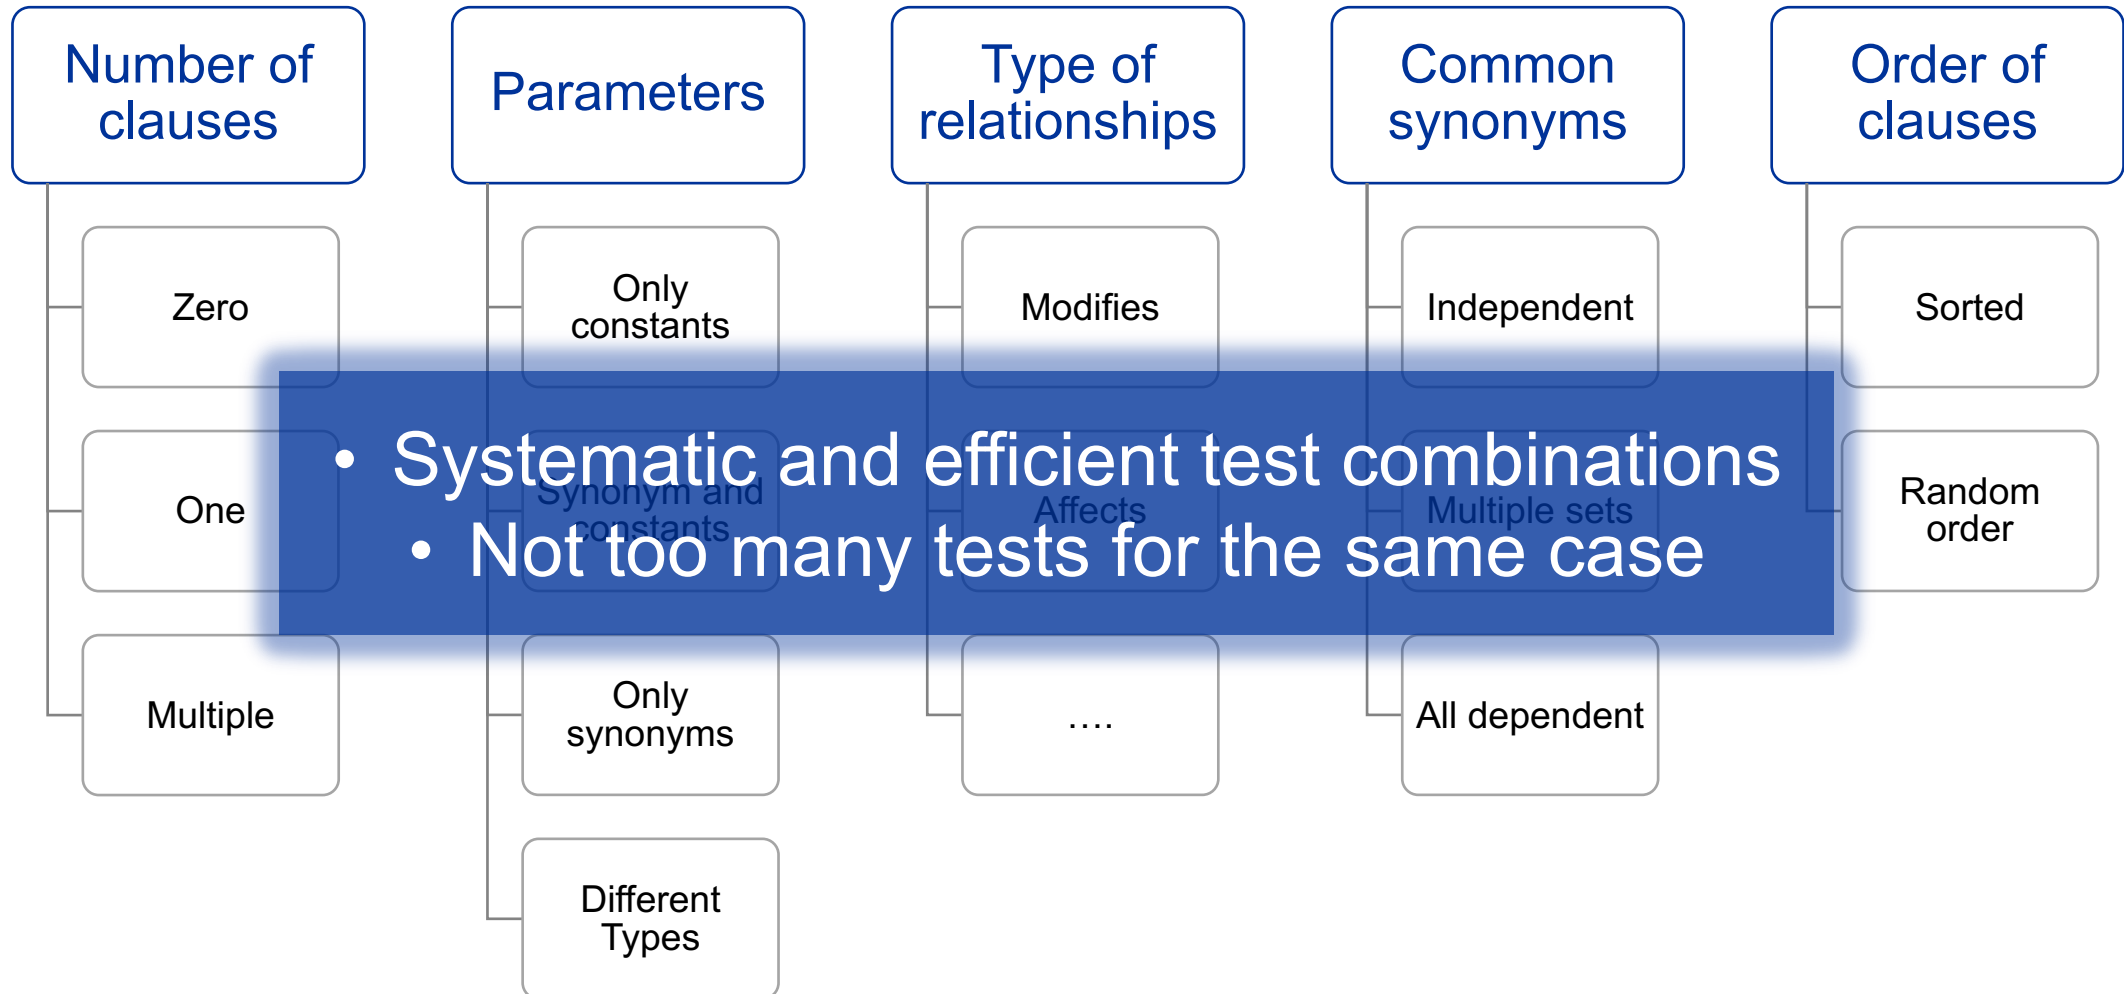 Number of
clauses
Zero
One
Multiple
Parameters
Only
constants
Synonym and
constants
Only
synonyms
Different
Types
Type of
relationships
Modifies
Affects
....
Common
synonyms
Independent
Multiple sets
All dependent
Order of
clauses
Sorted
Random
order
• Systematic and efficient test combinations
• Not too many tests for the same case